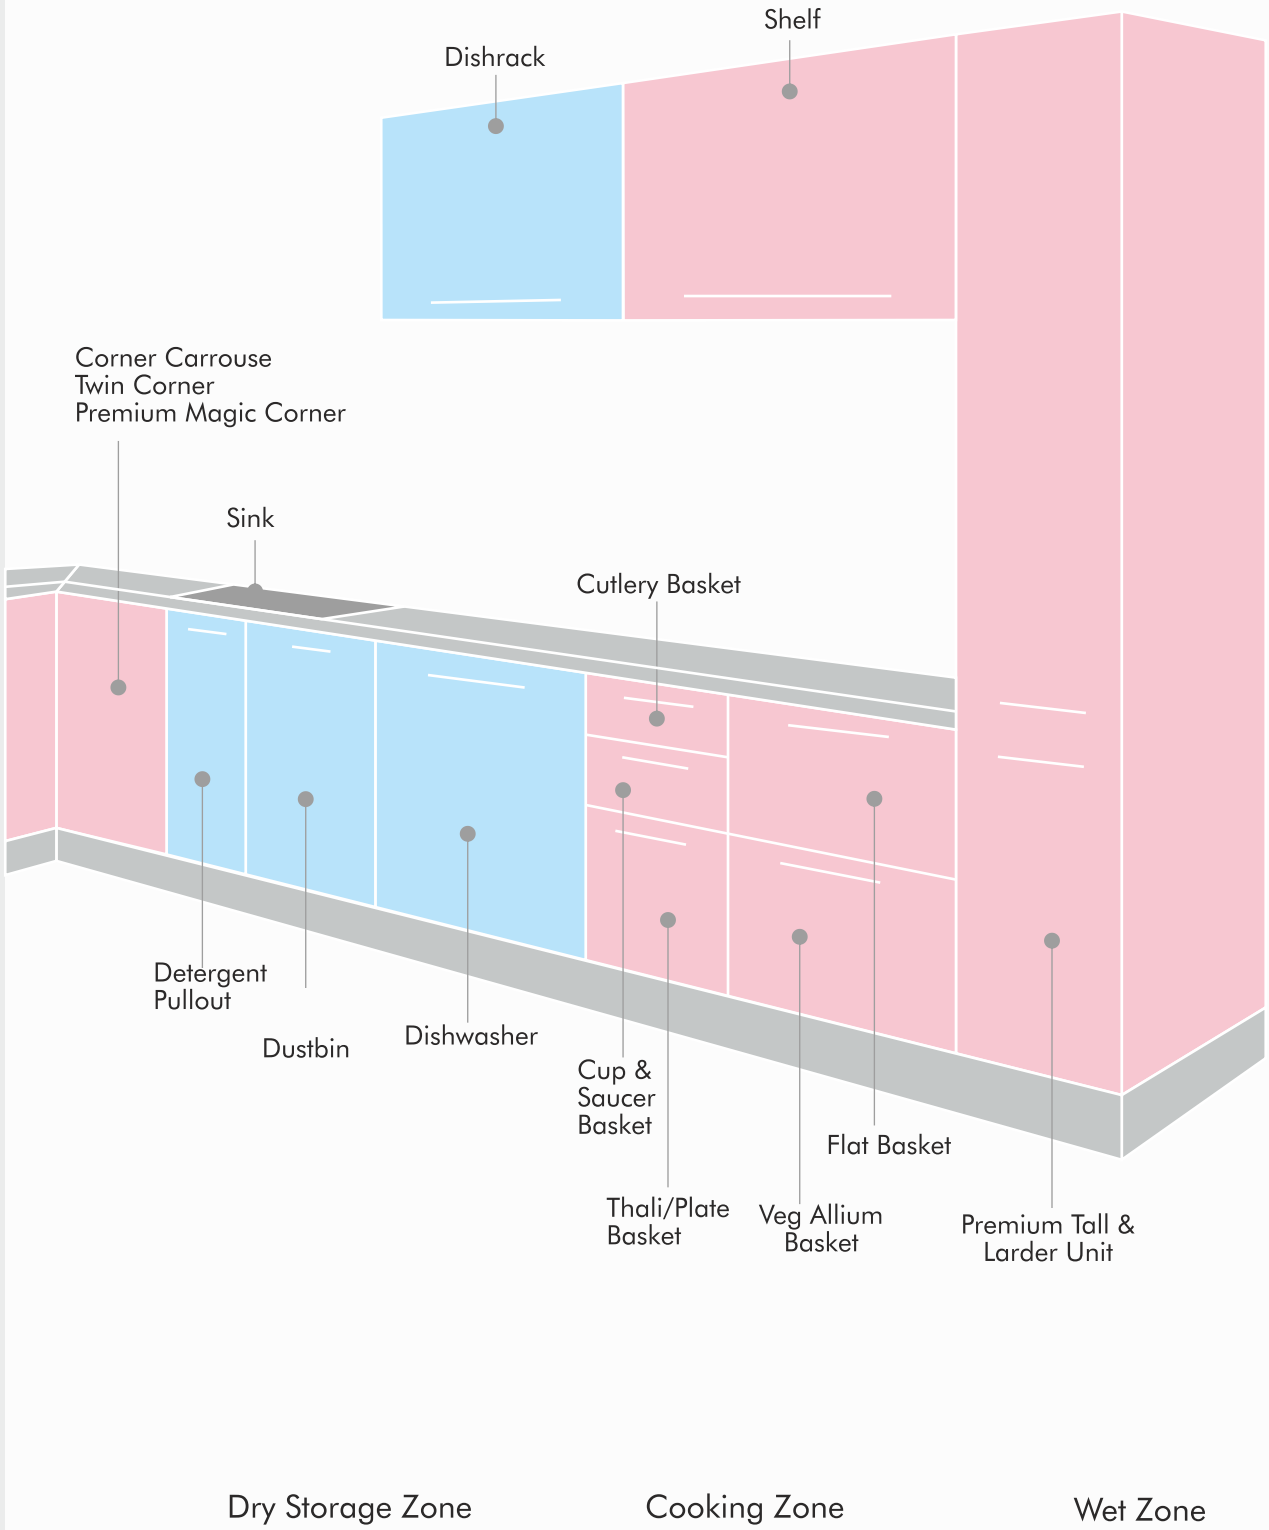 Shelf
Dishrack
Corner Carrouse
Twin Corner
Premium Magic Corner
Sink
Cutlery Basket
Detergent
Pullout
Dustbin
Dishwasher
Cup &
Saucer
Basket
Flat Basket
Thali/Plate
Basket
Veg Allium
Basket
Premium Tall &
Larder Unit
Dry Storage Zone
Cooking Zone
Wet Zone